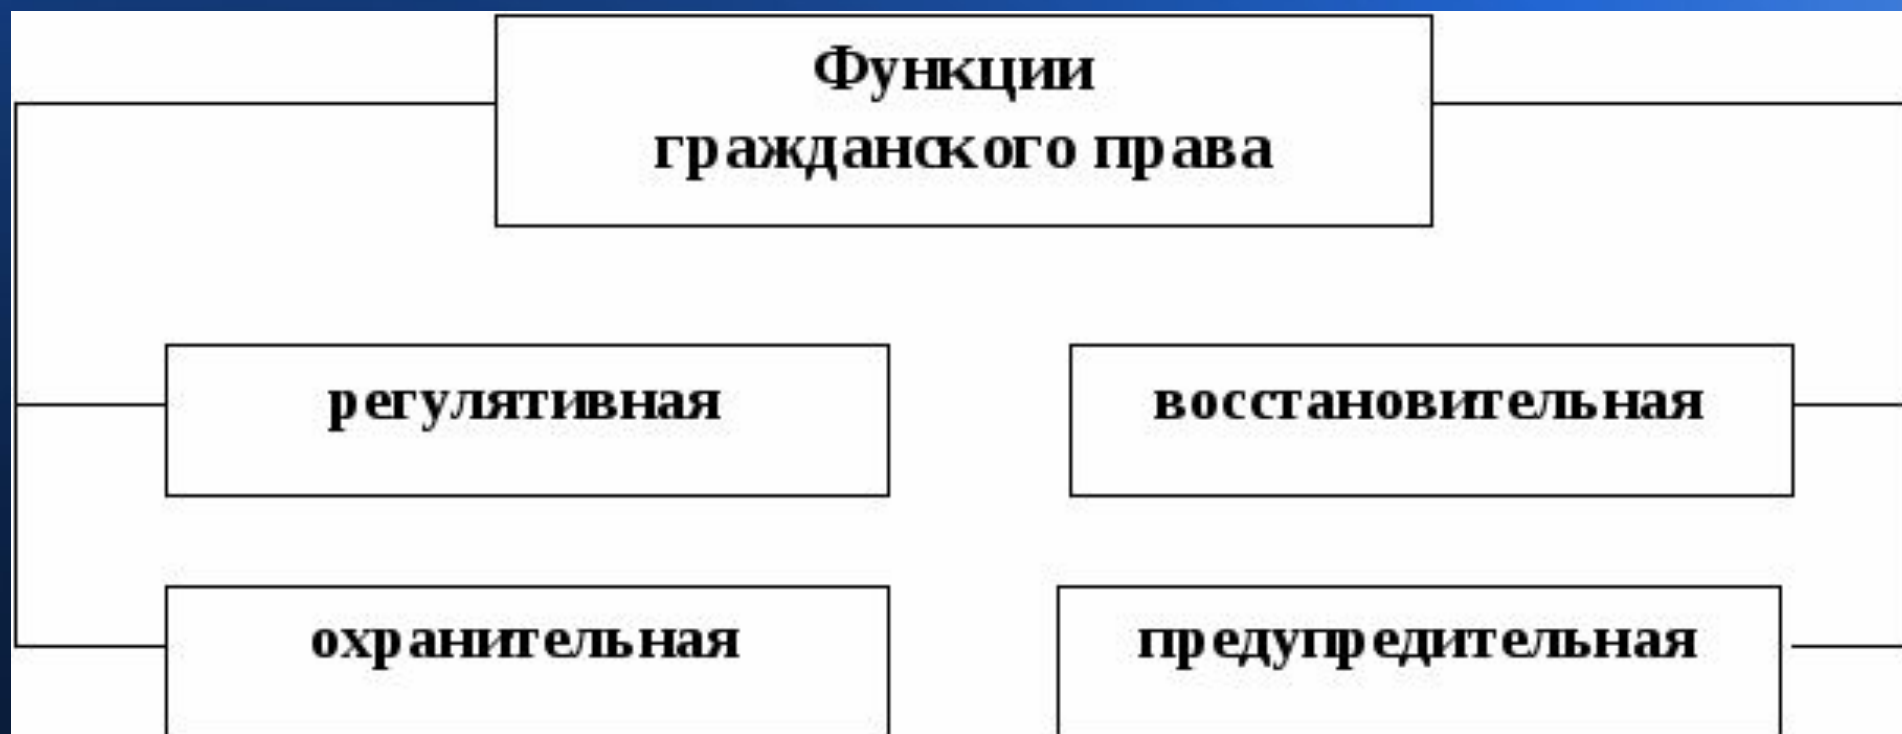 Функции
гражданского права
регулятивная
восстановительная
охранительная
предупредительная